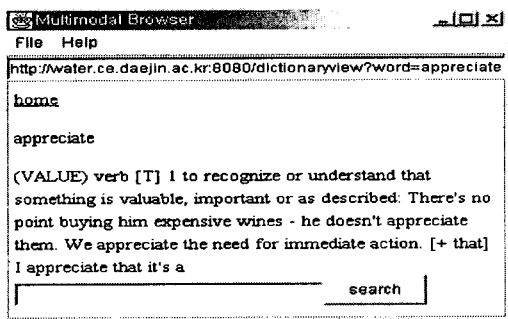 Multimodal Browser
File Help
http://water.ce.daejin.ac.kr:8080/dictionaryview?word=appreciate
home
appreciate
(VALUE) verb [T] 1 to recognize or understand that
something is valuable, important or as described: There's no
point buying him expensive wines - he doesn't appreciate
them. We appreciate the need for immediate action. [+ that]
I appreciate that it's a
search